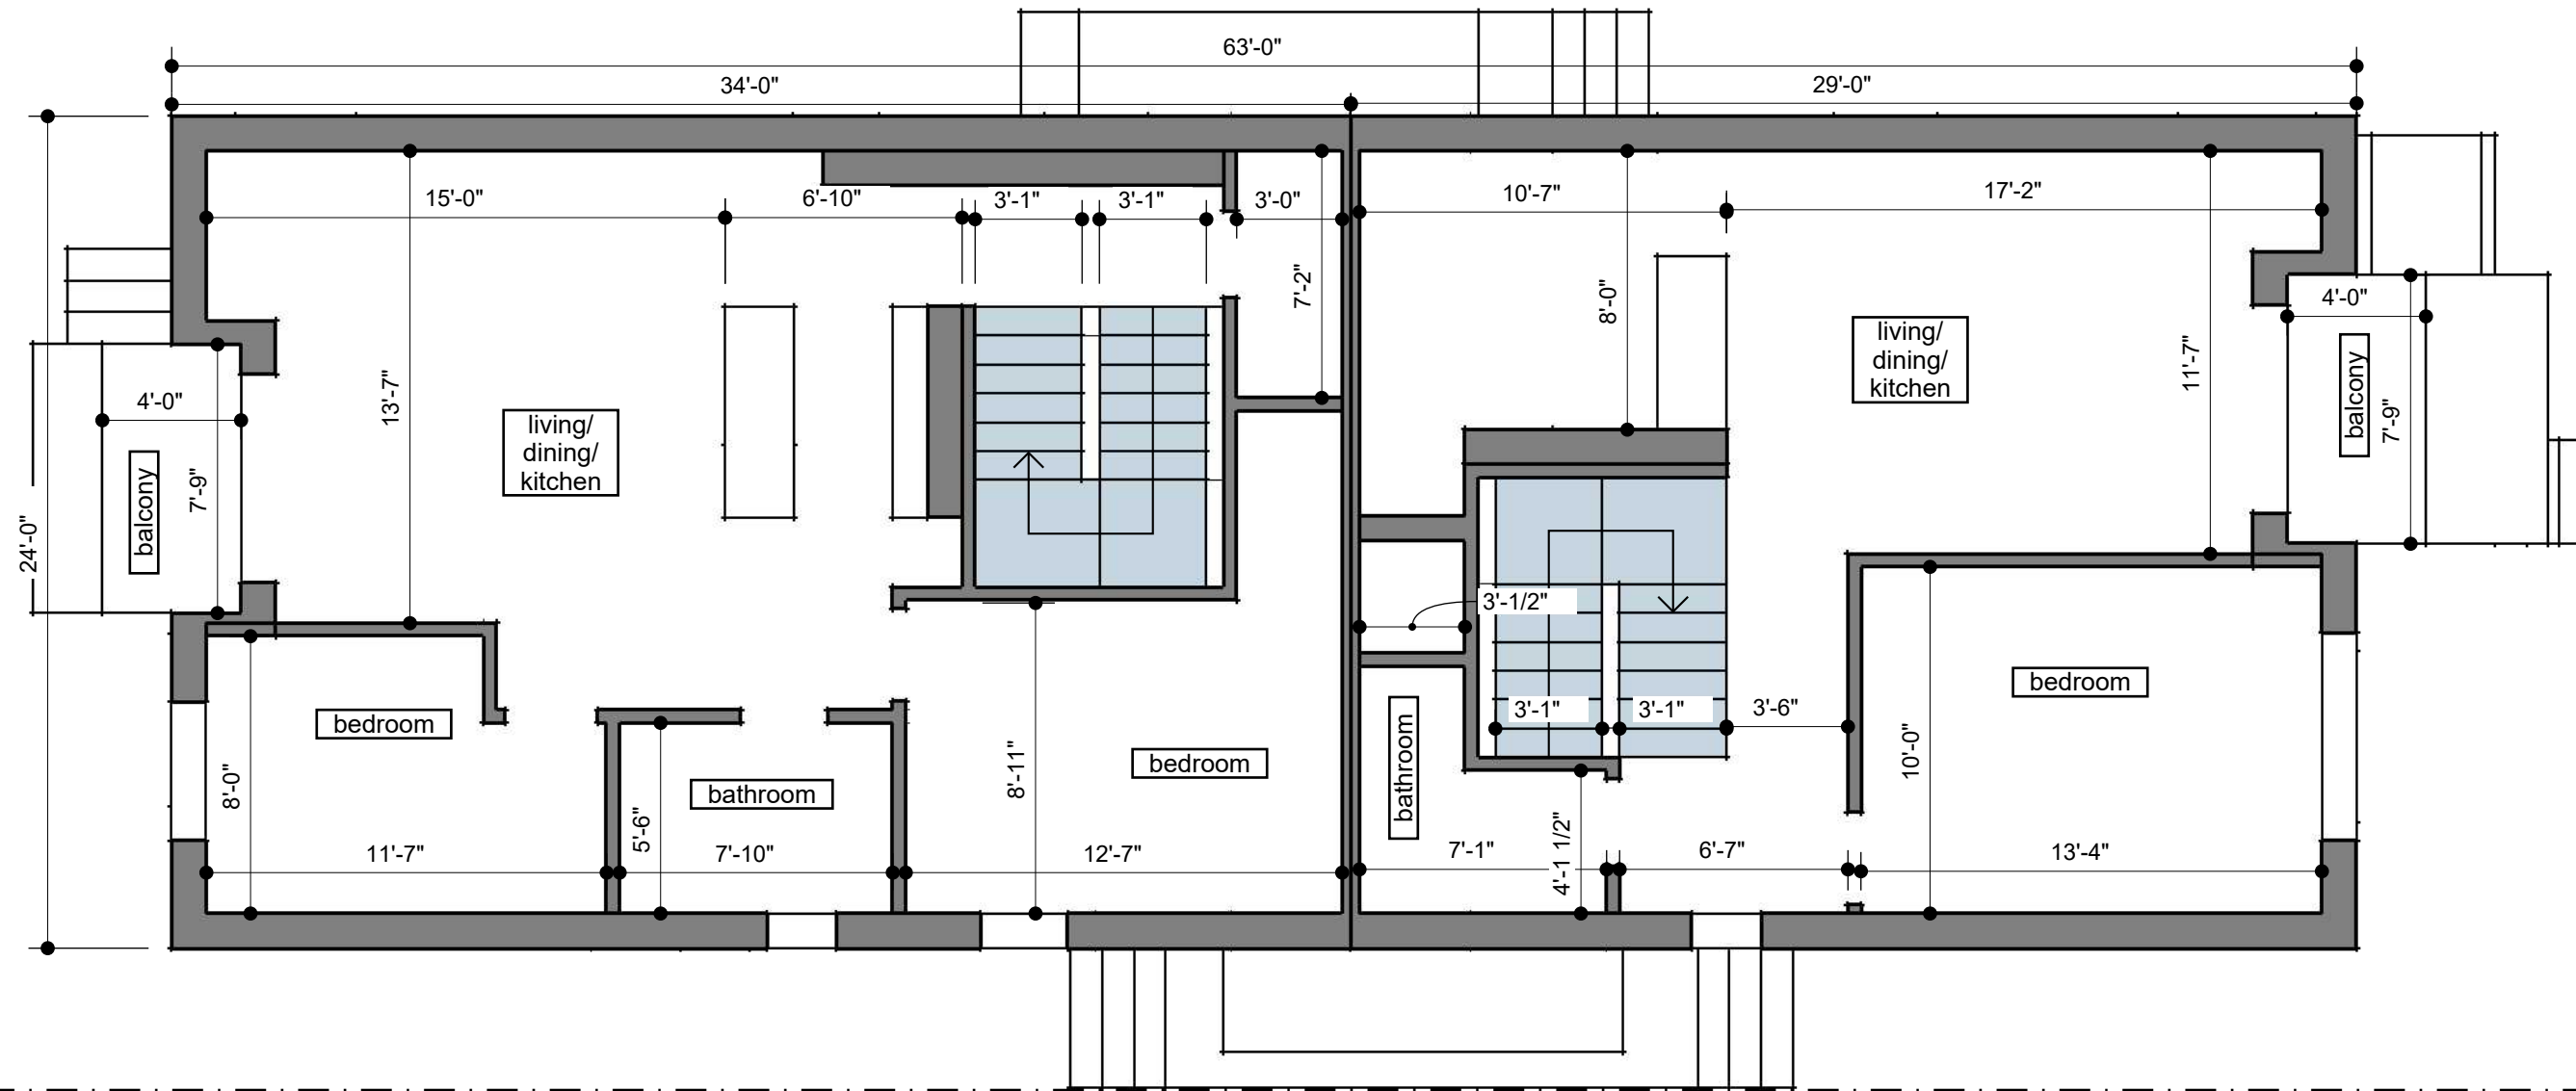 63'-0"
34'-0"
29'-0"
15'-0"
6'-10"
3'-1"
3'-1"
3'-0"
10'-7"
17'-2"
7'-2"
8'-0"
4'-0"
living/
dining/
kitchen
11'-7"
balcony
7'-9"
13'-7"
4'-0"
living/
dining/
kitchen
balcony
7'-9"
24'-0"
3'-1/2"
bedroom
bedroom
3'-1"
3'-1"
3'-6"
8'-0"
bathroom
5'-6"
8'-11"
bedroom
bathroom
10'-0"
11'-7"
7'-10"
12'-7"
7'-1"
4'-1 1/2"
6'-7"
13'-4"